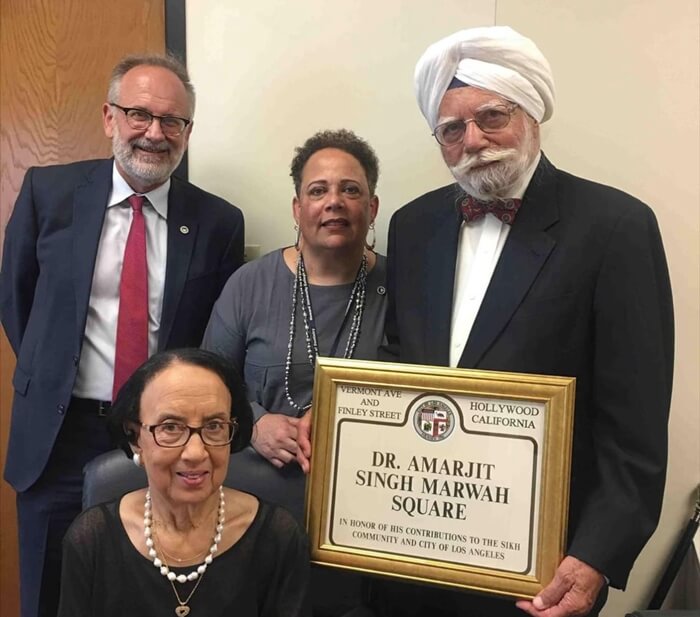 VERMONT AVE
AND
FINLEY STREET
HOLLYWOOD
CALIFORNIA
DR. AMARJIT
SINGH MARWAH
SQUARE
IN HONOR OF HIS CONTRIBUTIONS TO THE SIKH
COMMUNITY AND CITY OF LOS ANGELES